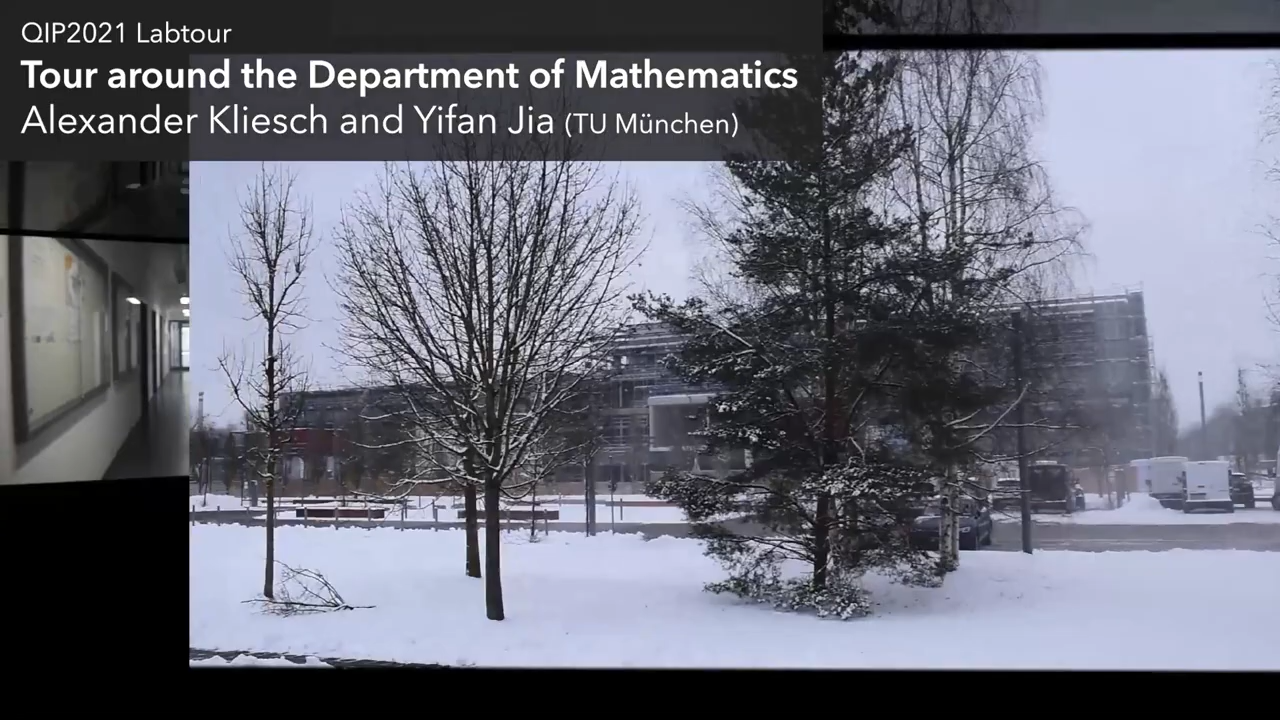 QIP2021 Labtour
Tour around the Department of Mathematics
Alexander Kliesch and Yifan Jia (TU München)